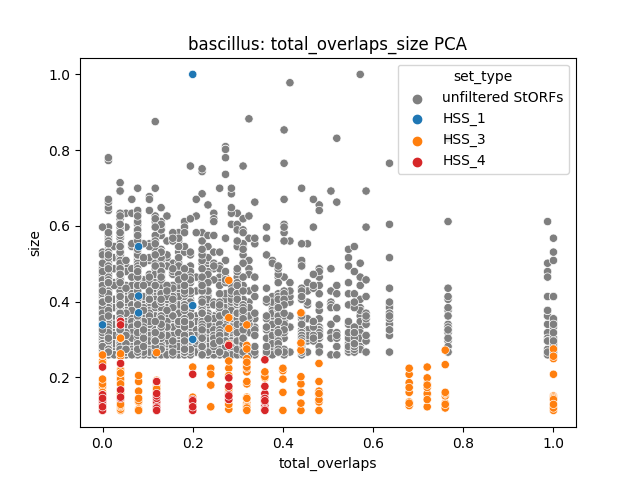 bascillus: total_overlaps_size PCA
set_type
unfiltered StORFs
HSS_1
HSS_3
HSS_4
size
1.0
0.8
0.6
0.4
0.2
0.0 0.2 0.4 0.6 0.8 1.0
total_overlaps